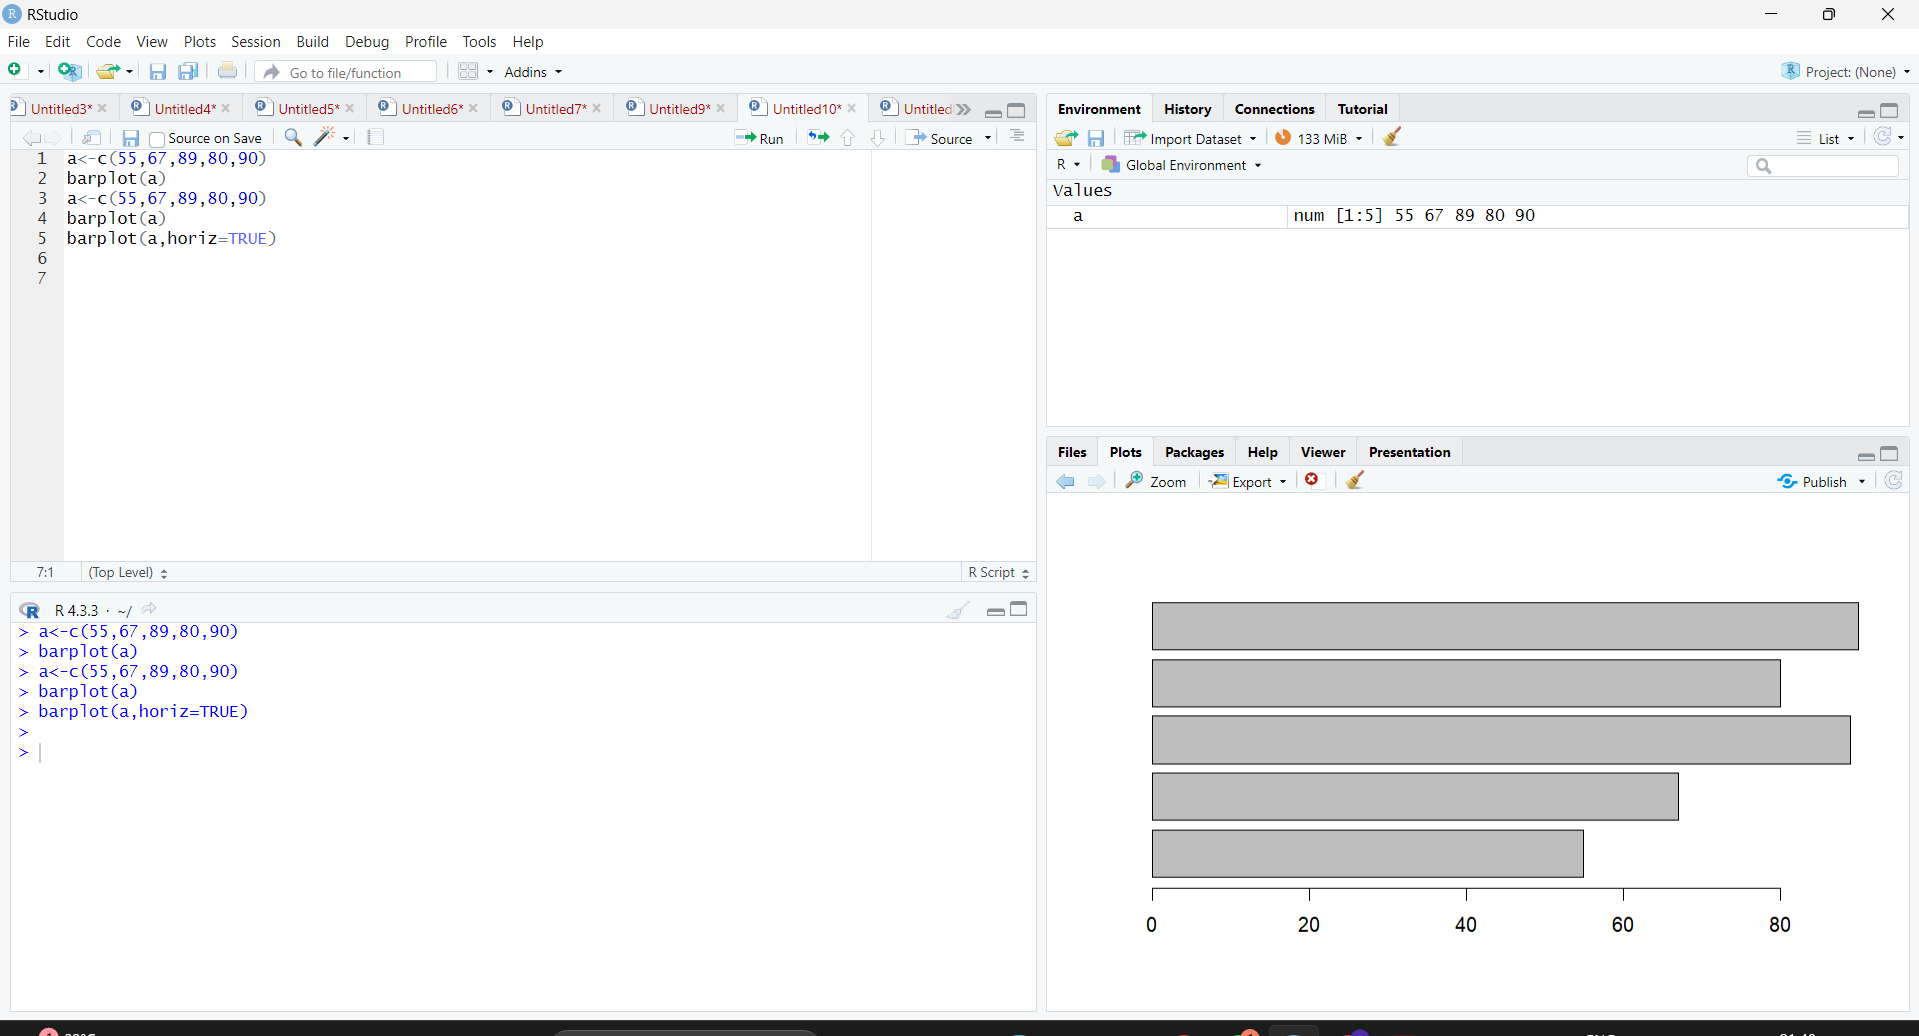 RStudio
File Edit Code View Plots Session Build Debug Profile Tools Help
Go to file/function Addins Project: (None)
Untitled3* Untitled4* Untitled5* Untitled6* Untitled7* Untitled9* Untitled10* Untitled
Source on Save Run Source
1 a<-c(55,67,89,80,90)
2 barplot(a)
3 a<-c(55,67,89,80,90)
4 barplot(a)
5 barplot(a,horiz=TRUE)
6
7
7:1 (Top Level) R Script
R 4.3.3 · ~/
> a<-c(55,67,89,80,90)
> barplot(a)
> a<-c(55,67,89,80,90)
> barplot(a)
> barplot(a,horiz=TRUE)
>
>
Environment History Connections Tutorial
Import Dataset 133 MiB List
R Global Environment
Values
a num [1:5] 55 67 89 80 90
Files Plots Packages Help Viewer Presentation
Zoom Export Publish
0 20 40 60 80